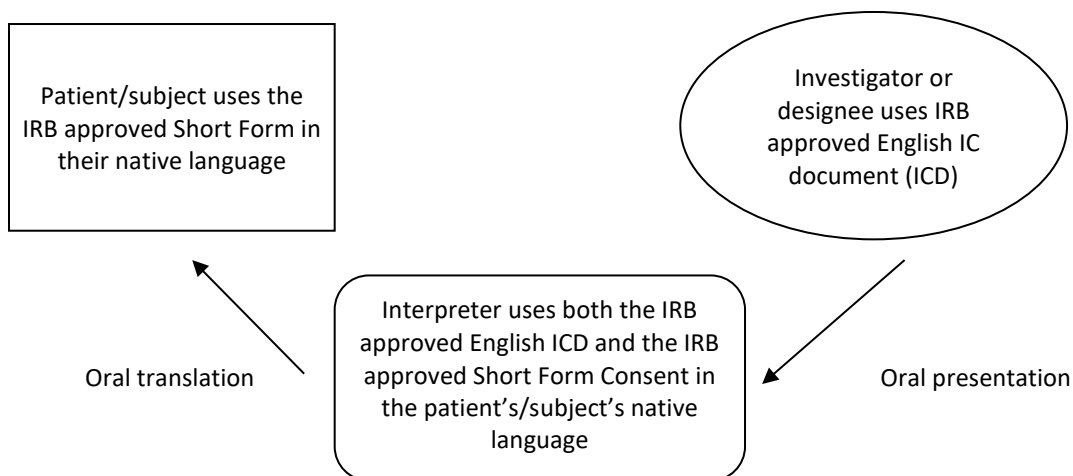 Patient/subject uses the
IRB approved Short Form in
their native language
Investigator or
designee uses IRB
approved English IC
document (ICD)
Interpreter uses both the IRB
approved English ICD and the IRB
approved Short Form Consent in
the patient’s/subject’s native
language
Oral translation
Oral presentation